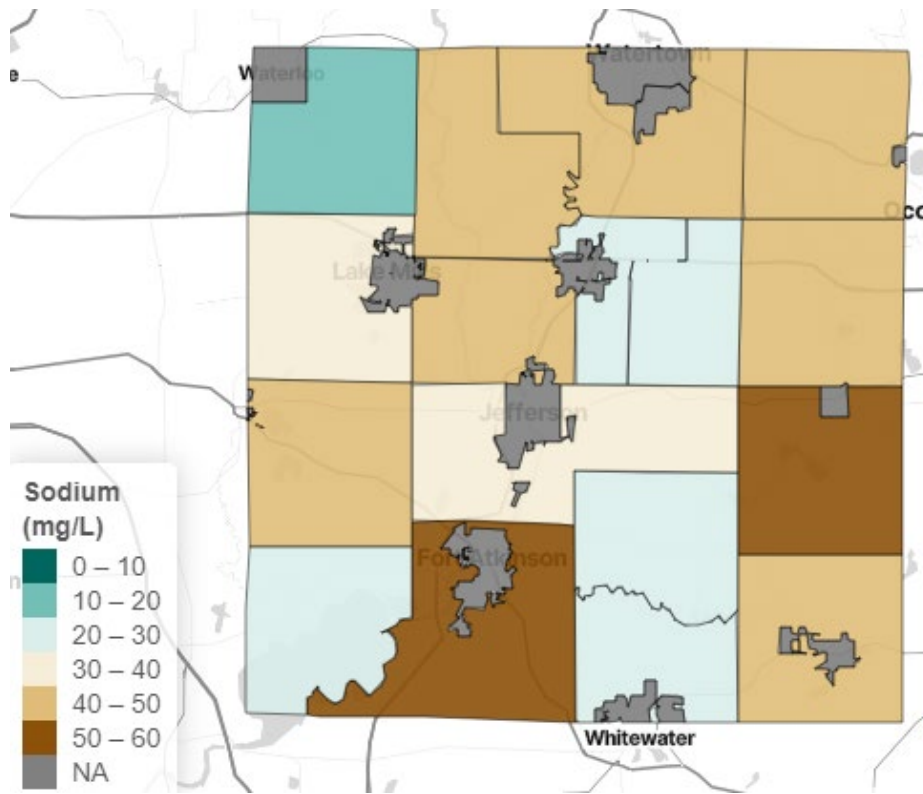 Watertown
e
Waterloo
Occ
Lake Mills
Jefferson
Sodium
(mg/L)
0 – 10
10 – 20
20 – 30
30 – 40
40 – 50
50 – 60
NA
Fort Atkinson
Whitewater